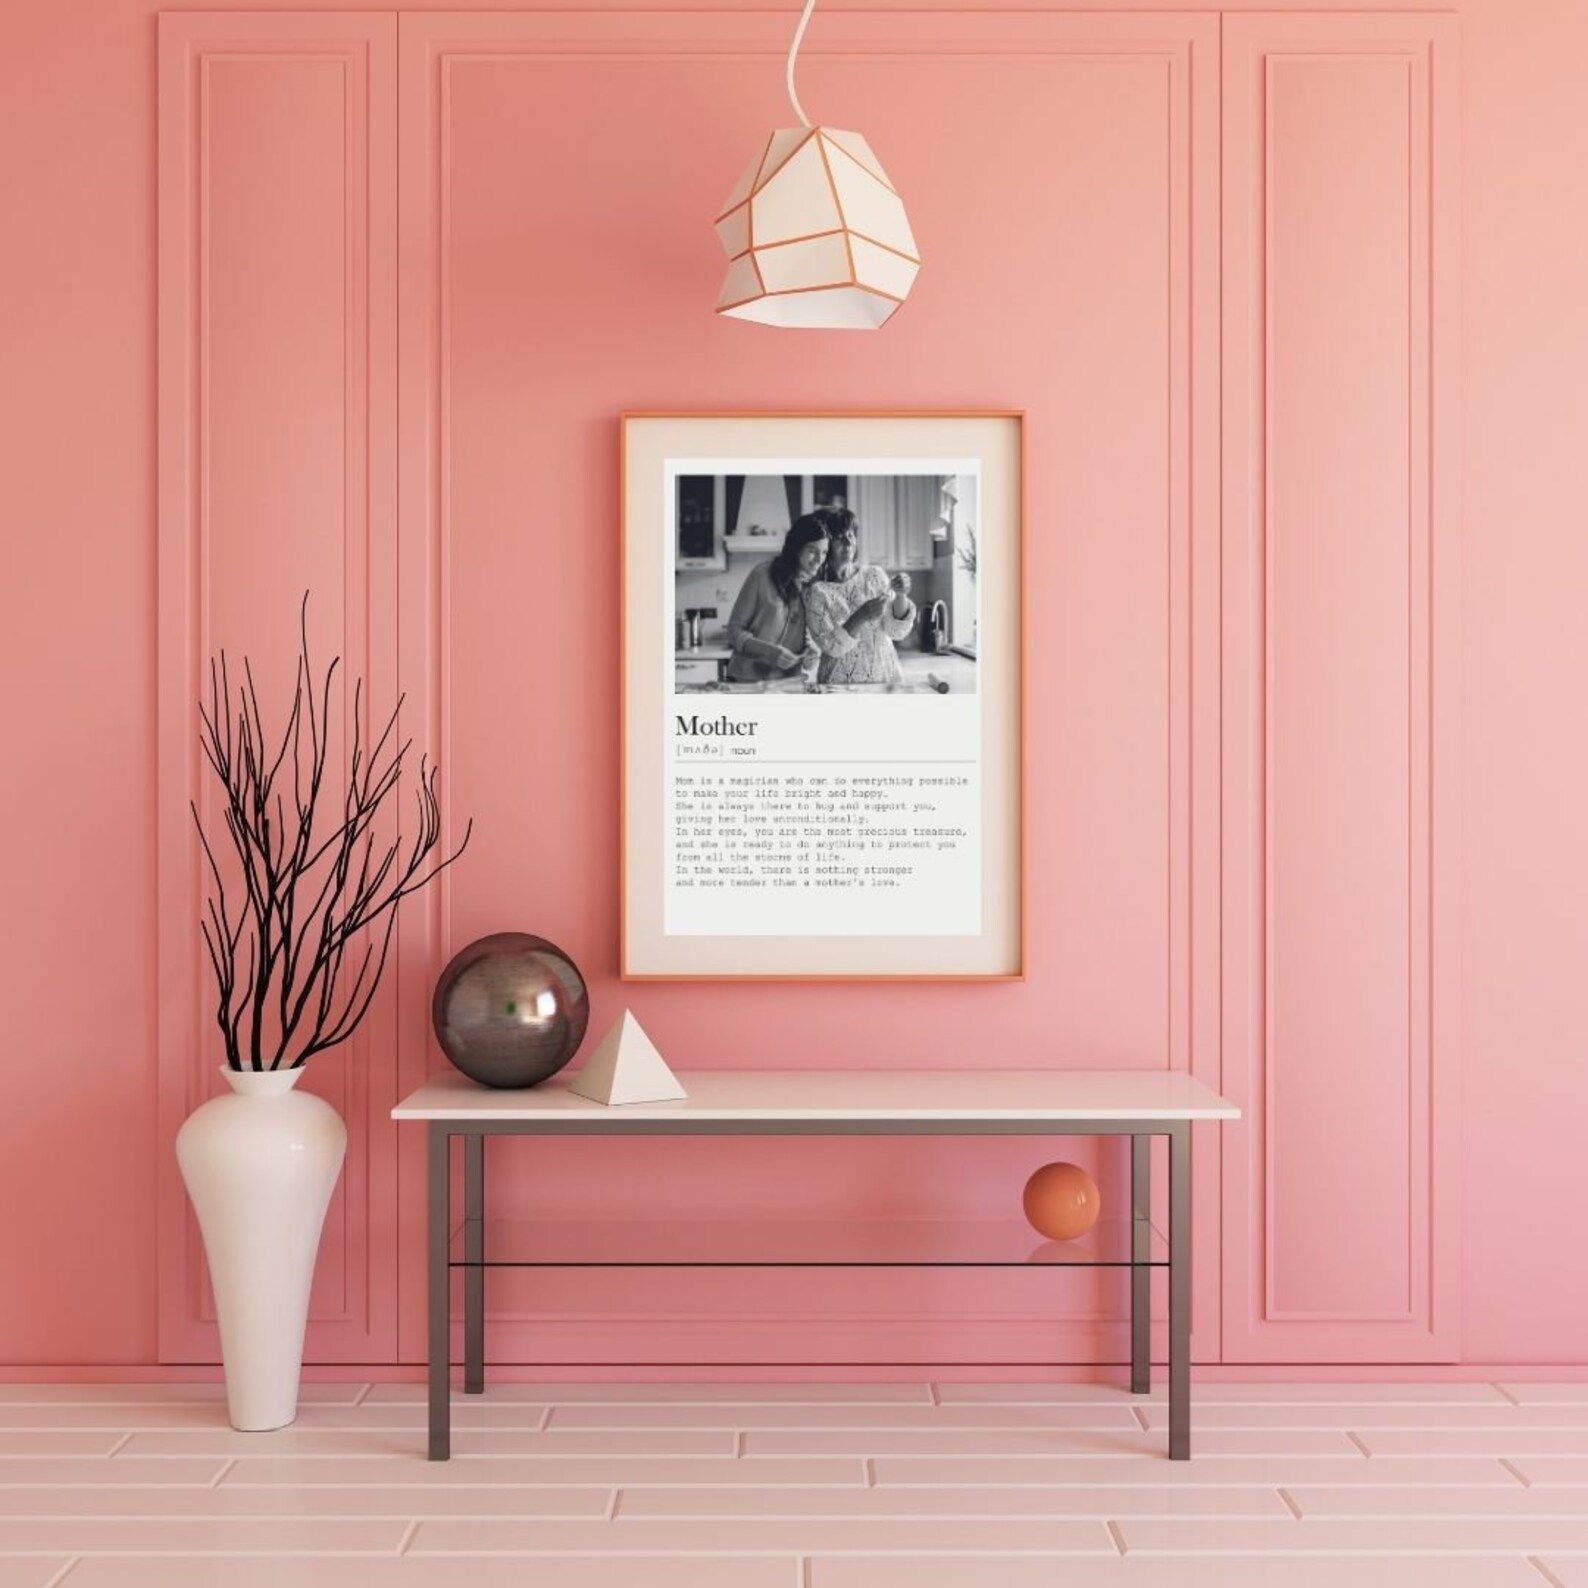 Mother
[ˈmʌðə] noun
Mom is a magician who can do everything possible
to make your life bright and happy.
She is always there to hug and support you,
giving her love unconditionally.
In her eyes, you are the most precious treasure,
and she is ready to do anything to protect you
from all the storms of life.
In the world, there is nothing stronger
and more tender than a mother's love.